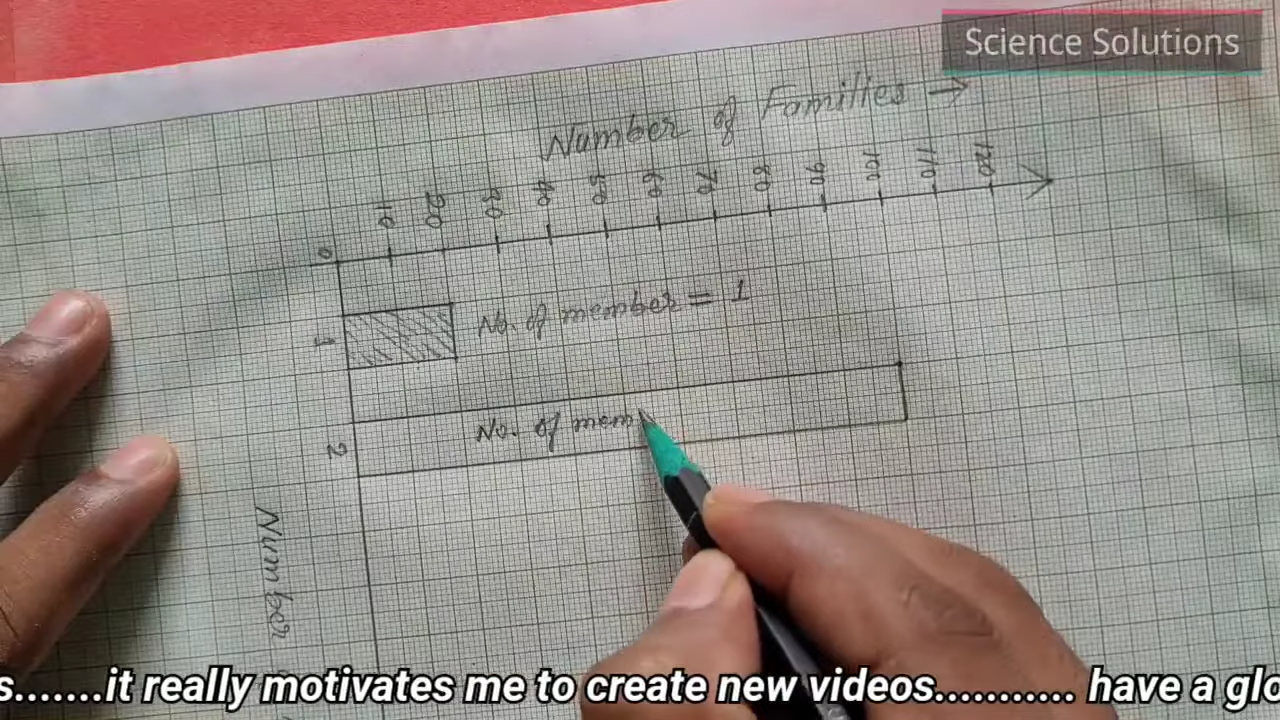 Science Solutions
Number of Families →
0 10 20 30 40 50 60 70 80 90 100 110 120
1
No. of member = 1
2
No. of mem
Number
s.......it really motivates me to create new videos........... have a glo